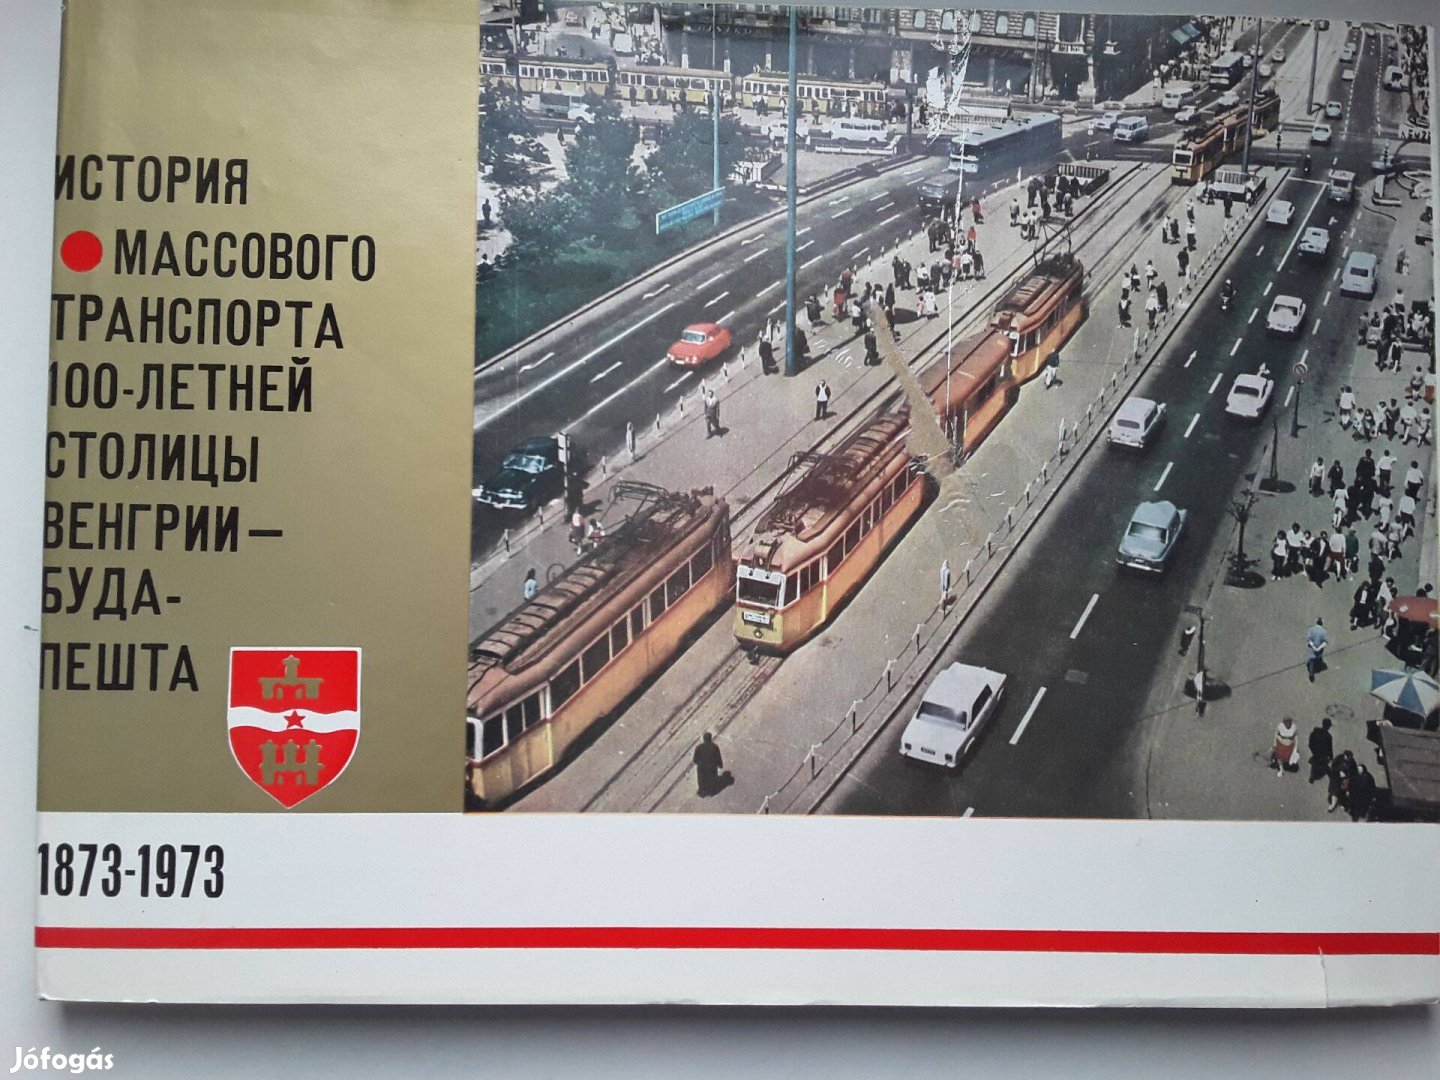 ИСТОРИЯ
МАССОВОГО
ТРАНСПОРТА
100-ЛЕТНЕЙ
СТОЛИЦЫ
ВЕНГРИИ–
БУДА-
ПЕШТА
1873-1973
Jófogás